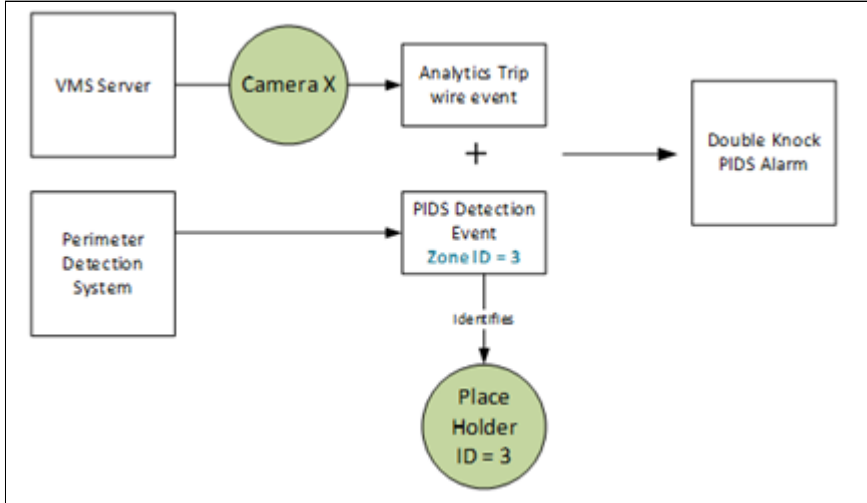 VMS Server
Camera X
Analytics Trip
wire event
+
Double Knock
PIDS Alarm
Perimeter
Detection
System
PIDS Detection
Event
Zone ID = 3
Identifies
Place
Holder
ID = 3